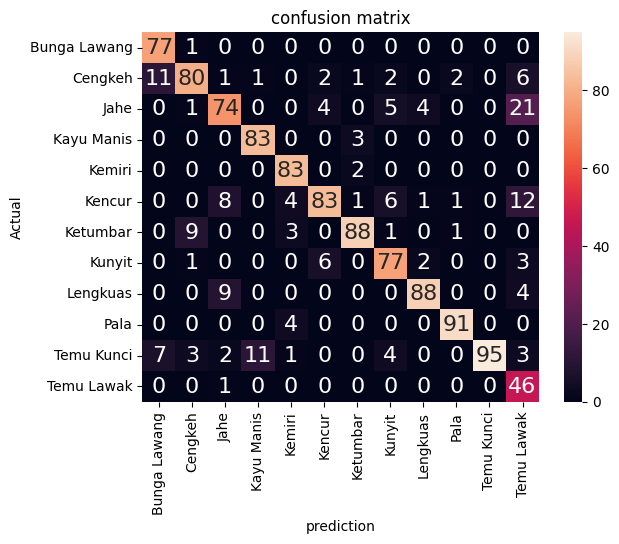 confusion matrix
Bunga Lawang 77 1 0 0 0 0 0 0 0 0 0 0
Cengkeh 11 80 1 1 0 2 1 2 0 2 0 6
Jahe 0 1 74 0 0 4 0 5 4 0 0 21
Kayu Manis 0 0 0 83 0 0 3 0 0 0 0 0
Kemiri 0 0 0 0 83 0 2 0 0 0 0 0
Kencur 0 0 8 0 4 83 1 6 1 1 0 12
Ketumbar 0 9 0 0 3 0 88 1 0 1 0 0
Kunyit 0 1 0 0 0 6 0 77 2 0 0 3
Lengkuas 0 0 9 0 0 0 0 0 88 0 0 4
Pala 0 0 0 0 4 0 0 0 0 91 0 0
Temu Kunci 7 3 2 11 1 0 0 4 0 0 95 3
Temu Lawak 0 0 1 0 0 0 0 0 0 0 0 46
Actual
Bunga Lawang
Cengkeh
Jahe
Kayu Manis
Kemiri
Kencur
Ketumbar
Kunyit
Lengkuas
Pala
Temu Kunci
Temu Lawak
prediction
80
60
40
20
0